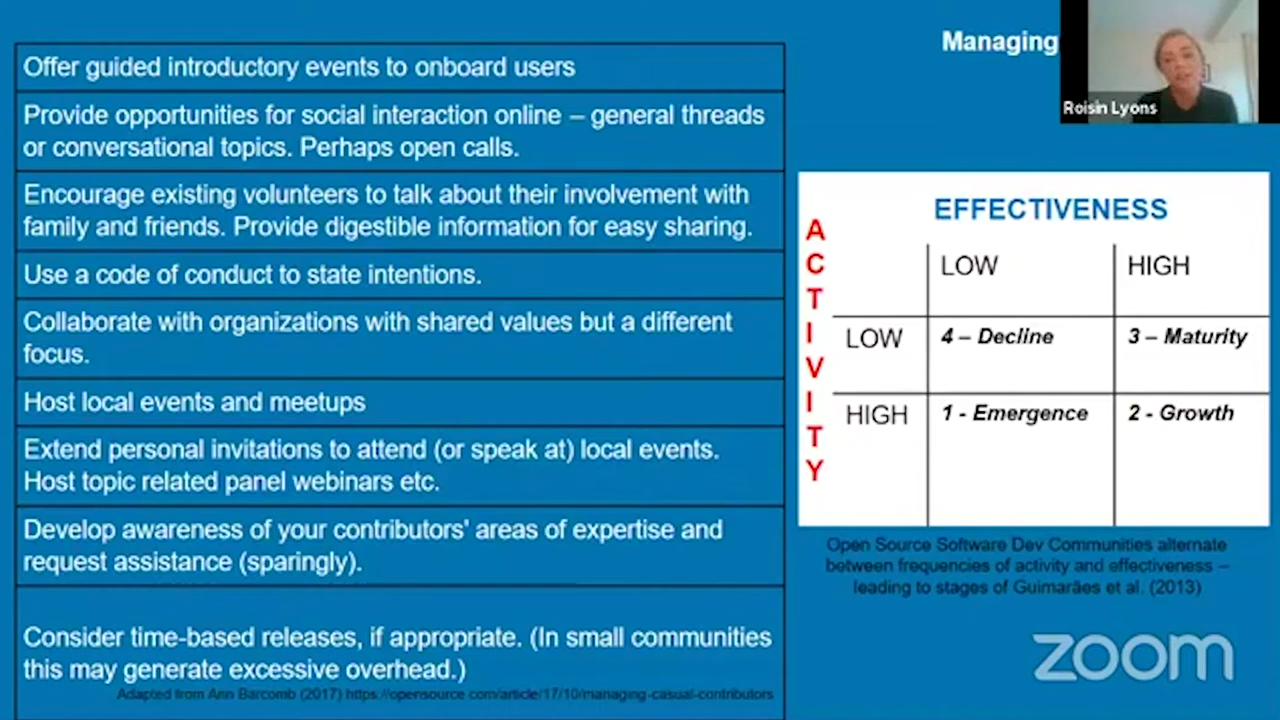 Managing
Roisin Lyons
Offer guided introductory events to onboard users
Provide opportunities for social interaction online – general threads
or conversational topics. Perhaps open calls.
Encourage existing volunteers to talk about their involvement with
family and friends. Provide digestible information for easy sharing.
Use a code of conduct to state intentions.
Collaborate with organizations with shared values but a different
focus.
Host local events and meetups
Extend personal invitations to attend (or speak at) local events.
Host topic related panel webinars etc.
Develop awareness of your contributors' areas of expertise and
request assistance (sparingly).
Consider time-based releases, if appropriate. (In small communities
this may generate excessive overhead.)
Adapted from Ann Barcomb (2017) https://opensource.com/article/17/10/managing-casual-contributors
EFFECTIVENESS
ACTIVITY
LOW HIGH
LOW 4 – Decline 3 – Maturity
HIGH 1 - Emergence 2 - Growth
Open Source Software Dev Communities alternate
between frequencies of activity and effectiveness –
leading to stages of Guimarães et al. (2013)
zoom